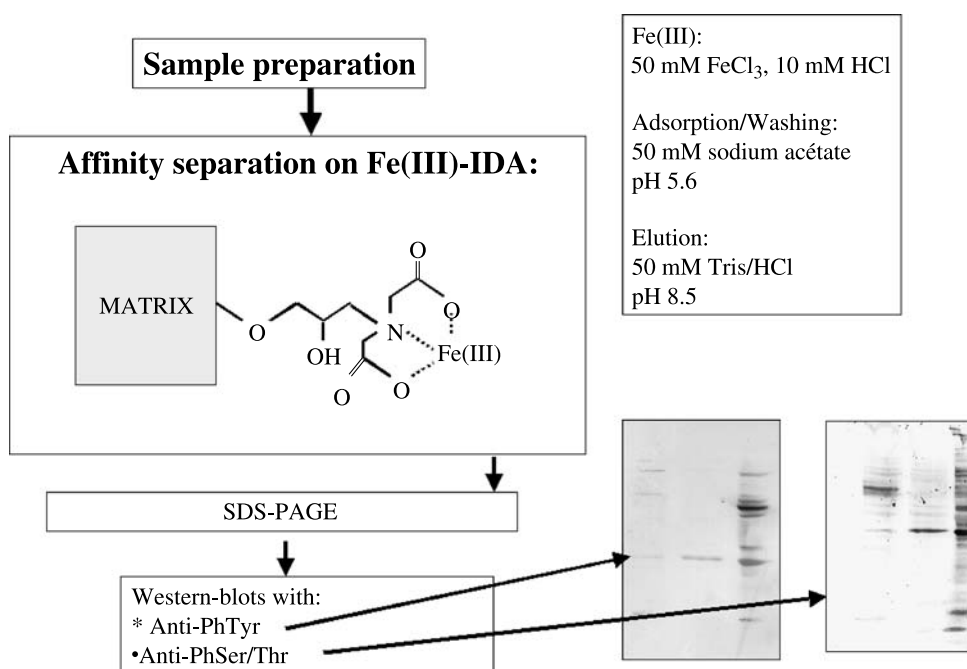 Sample preparation
Affinity separation on Fe(III)-IDA:
MATRIX
O
OH
N
O
O
O
O
Fe(III)
SDS-PAGE
Western-blots with:
* Anti-PhTyr
•Anti-PhSer/Thr
Fe(III):
50 mM FeCl₃, 10 mM HCl
Adsorption/Washing:
50 mM sodium acétate
pH 5.6
Elution:
50 mM Tris/HCl
pH 8.5